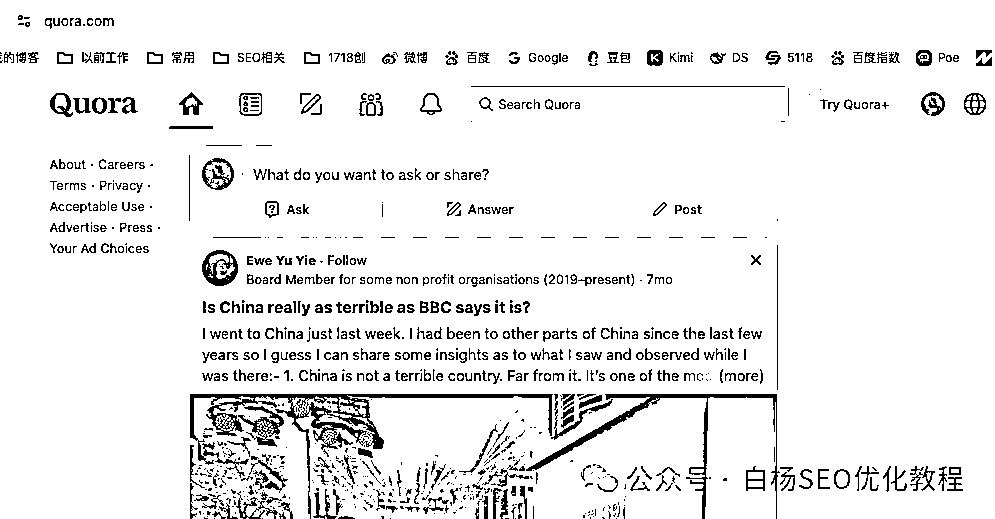 quora.com
的博客 以前工作 常用 SEO相关 1718创 微博 百度 Google 豆包 Kimi DS 5118 百度指数 Poe
Quora Search Quora Try Quora+
About · Careers ·
Terms · Privacy ·
Acceptable Use ·
Advertise · Press ·
Your Ad Choices
What do you want to ask or share?
Ask Answer Post
Ewe Yu Yie · Follow
Board Member for some non profit organisations (2019–present) · 7mo
Is China really as terrible as BBC says it is?
I went to China just last week. I had been to other parts of China since the last few
years so I guess I can share some insights as to what I saw and observed while I
was there:- 1. China is not a terrible country. Far from it. It's one of the (more)
公众号 · 白杨SEO优化教程